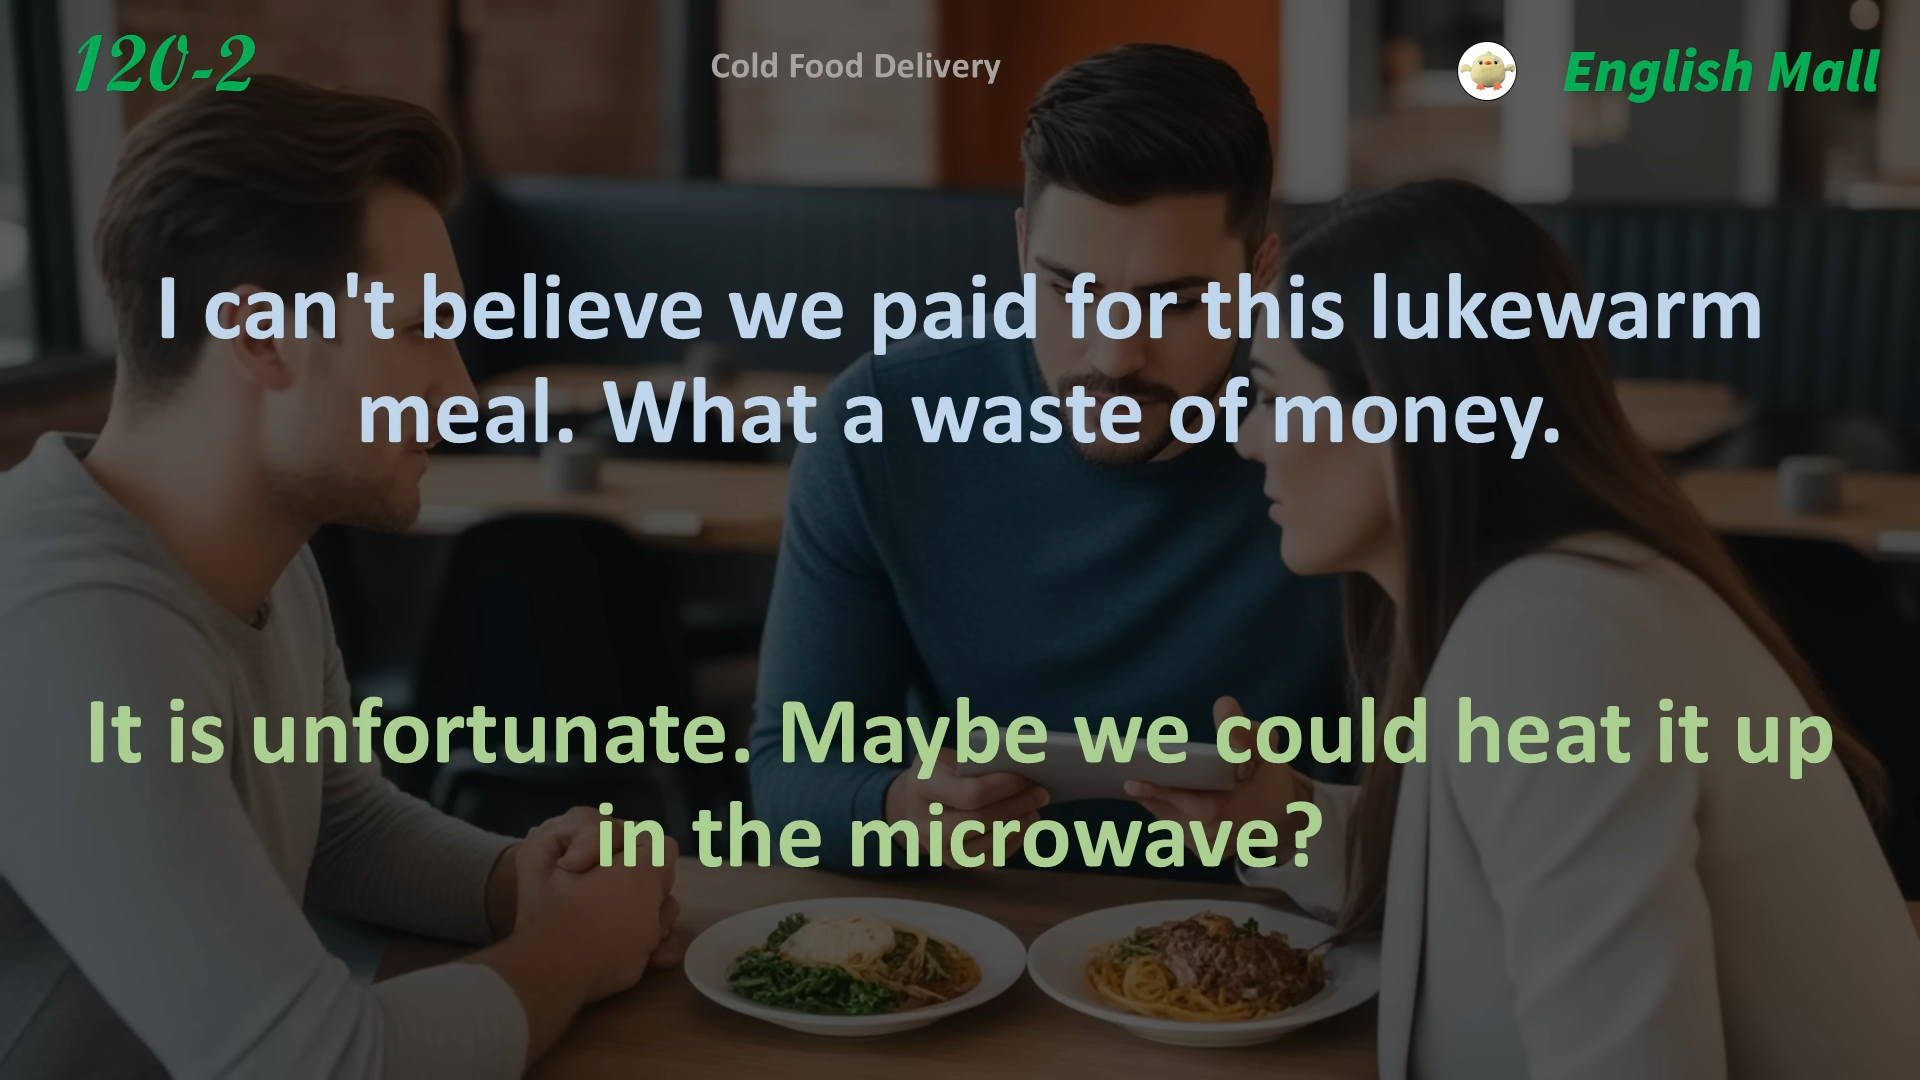 120-2
Cold Food Delivery
English Mall
I can't believe we paid for this lukewarm
meal. What a waste of money.
It is unfortunate. Maybe we could heat it up
in the microwave?